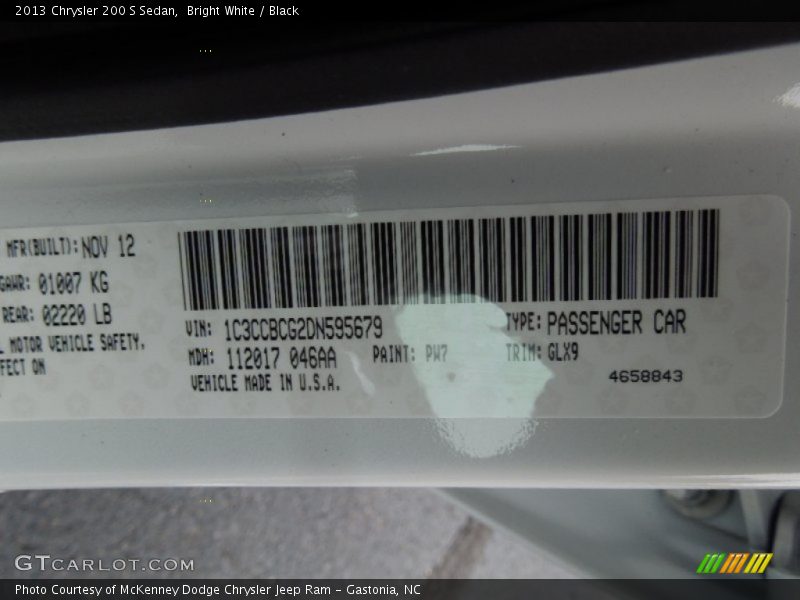 2013 Chrysler 200 S Sedan,  Bright White / Black
MFR(BUILT): NOV 12
GAWR: 01007 KG
REAR: 02220 LB
MOTOR VEHICLE SAFETY,
ON
VIN: 1C3CCBCG2DN595679
TYPE: PASSENGER CAR
MDH: 112017 046AA
PAINT: PW7
TRIM: GLX9
VEHICLE MADE IN U.S.A.
4658843
GTCARLOT.COM
Photo Courtesy of McKenney Dodge Chrysler Jeep Ram – Gastonia, NC